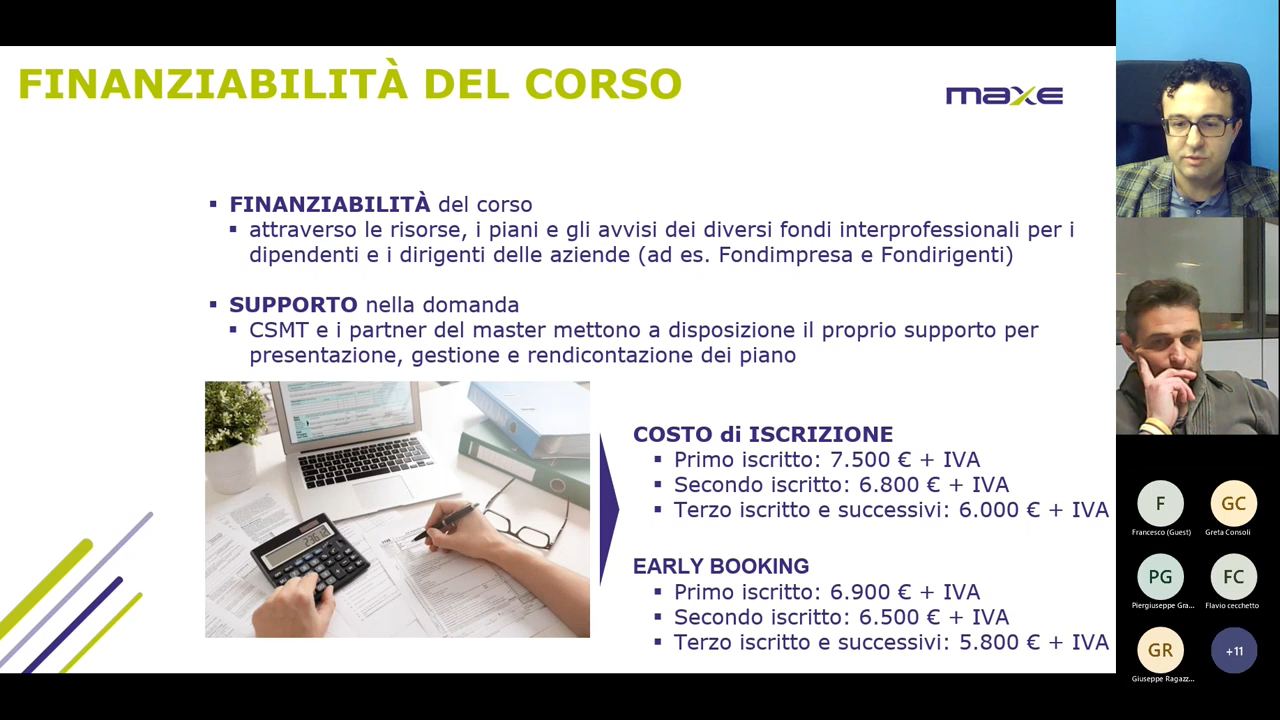 FINANZIABILITÀ DEL CORSO
maxe
▪ FINANZIABILITÀ del corso
▪ attraverso le risorse, i piani e gli avvisi dei diversi fondi interprofessionali per i
dipendenti e i dirigenti delle aziende (ad es. Fondimpresa e Fondirigenti)
▪ SUPPORTO nella domanda
▪ CSMT e i partner del master mettono a disposizione il proprio supporto per
presentazione, gestione e rendicontazione dei piano
COSTO di ISCRIZIONE
▪ Primo iscritto: 7.500 € + IVA
▪ Secondo iscritto: 6.800 € + IVA
▪ Terzo iscritto e successivi: 6.000 € + IVA
EARLY BOOKING
▪ Primo iscritto: 6.900 € + IVA
▪ Secondo iscritto: 6.500 € + IVA
▪ Terzo iscritto e successivi: 5.800 € + IVA
F
Francesco (Guest)
GC
Greta Consoli
PG
Piergiuseppe Gra...
FC
Flavio cecchetto
GR
Giuseppe Ragazz...
+11